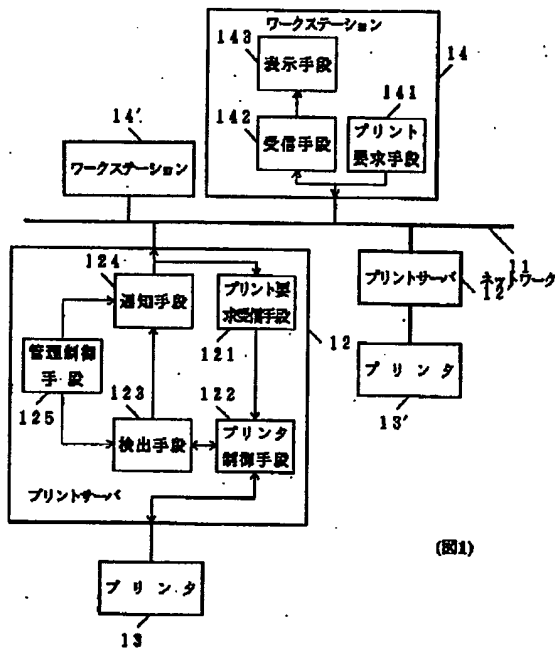 ワークステーション
143
表示手段
14
142
141
受信手段
プリント
要求手段
14'
ワークステーション
11
ネットワーク
124
通知手段
プリント要
求受信手段
121
12
プリントサーバ
12'
管理制御
手段
125
123
検出手段
122
プリンタ
制御手段
プリンタ
13'
プリントサーバ
(図1)
プリンタ
13